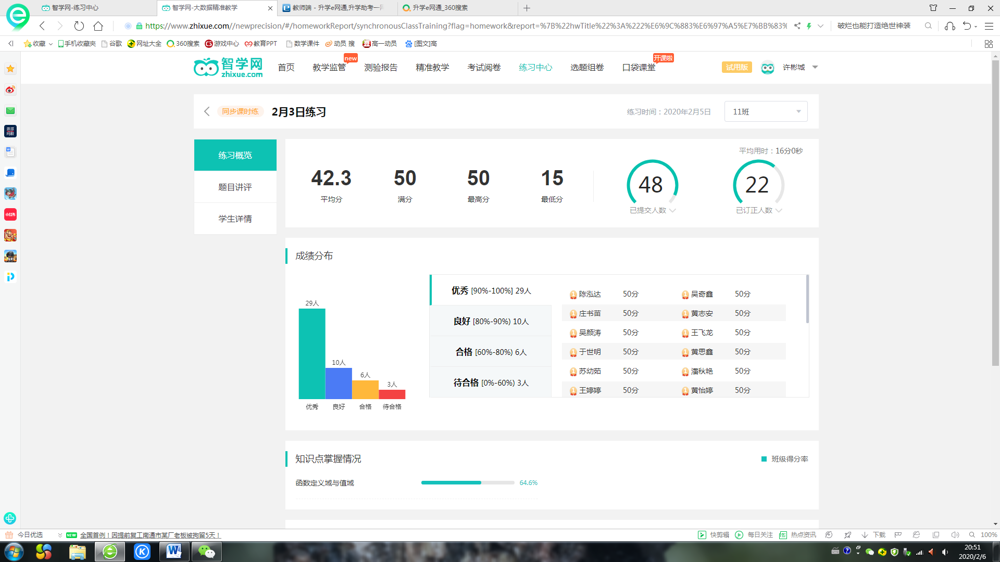 智学网-练习中心
智学网-大数据精准教学
教师端 - 升学e网通,升学助考一
升学e网通_360搜索
https://www.zhixue.com//newprecision/#/homeworkReport/synchronousClassTraining?flag=homework&report=%7B%22hwTitle%22%3A%222%E6%9C%883%E6%97%A5%E7%BB%83%
破烂也能打造绝世神装
收藏 手机收藏夹 谷歌 网址大全 360搜索 游戏中心 教育PPT 数学课件 动员 搜 高一动员 [图文]高
智学网
zhixue.com
首页 教学监管 new 测验报告 精准教学 考试阅卷 练习中心 选题组卷 口袋课堂 开课啦
试用版 许彬城
同步课时练 2月3日练习
练习时间：2020年2月5日 11班
练习概览
题目讲评
学生详情
平均用时：16分0秒
42.3 50 50 15 48 22
平均分 满分 最高分 最低分
已提交人数 已订正人数
成绩分布
29人
10人
6人
3人
优秀 良好 合格 待合格
优秀 [90%-100%] 29人
良好 [80%-90%) 10人
合格 [60%-80%) 6人
待合格 [0%-60%) 3人
陈泓达 50分 吴奇鑫 50分
庄书苗 50分 黄志安 50分
吴颜涛 50分 王飞龙 50分
于世明 50分 黄思鑫 50分
苏幼茹 50分 潘秋艳 50分
王婷婷 50分 黄怡婷 50分
知识点掌握情况
班级得分率
函数定义域与值域 64.6%
今日优选 NEW 全国首例！因提前复工南通市某厂老板被拘留5天！
快剪辑 每日关注 热点资讯 下载 100%
20:51
2020/2/6